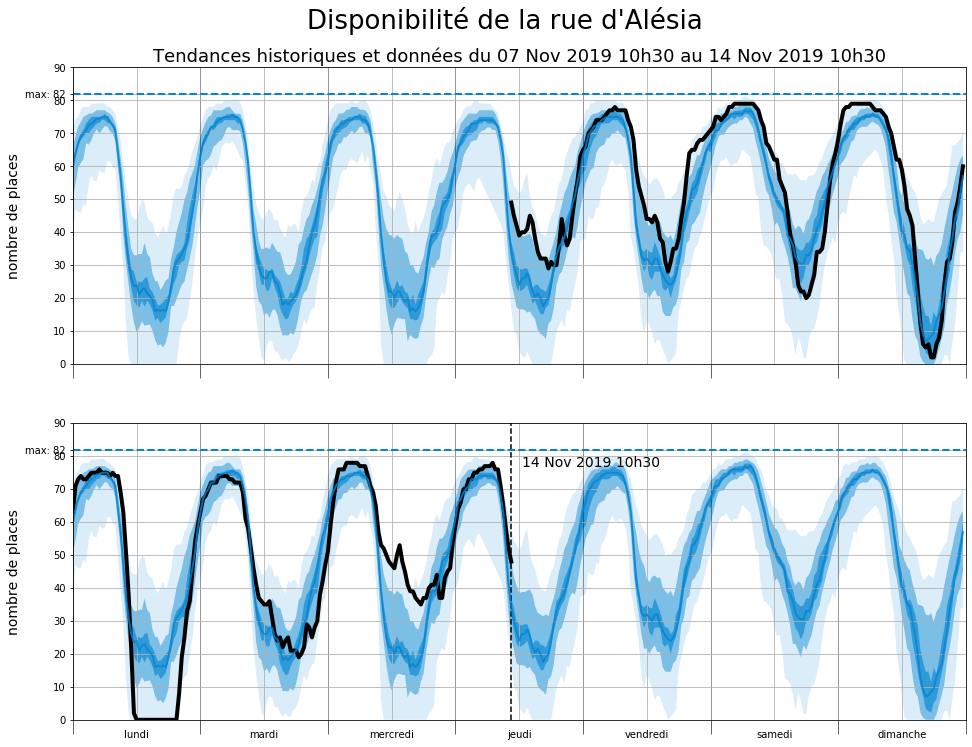 Disponibilité de la rue d'Alésia
Tendances historiques et données du 07 Nov 2019 10h30 au 14 Nov 2019 10h30
nombre de places
90
max: 82
80
70
60
50
40
30
20
10
0
nombre de places
90
max: 82
80
70
60
50
40
30
20
10
0
14 Nov 2019 10h30
lundi
mardi
mercredi
jeudi
vendredi
samedi
dimanche